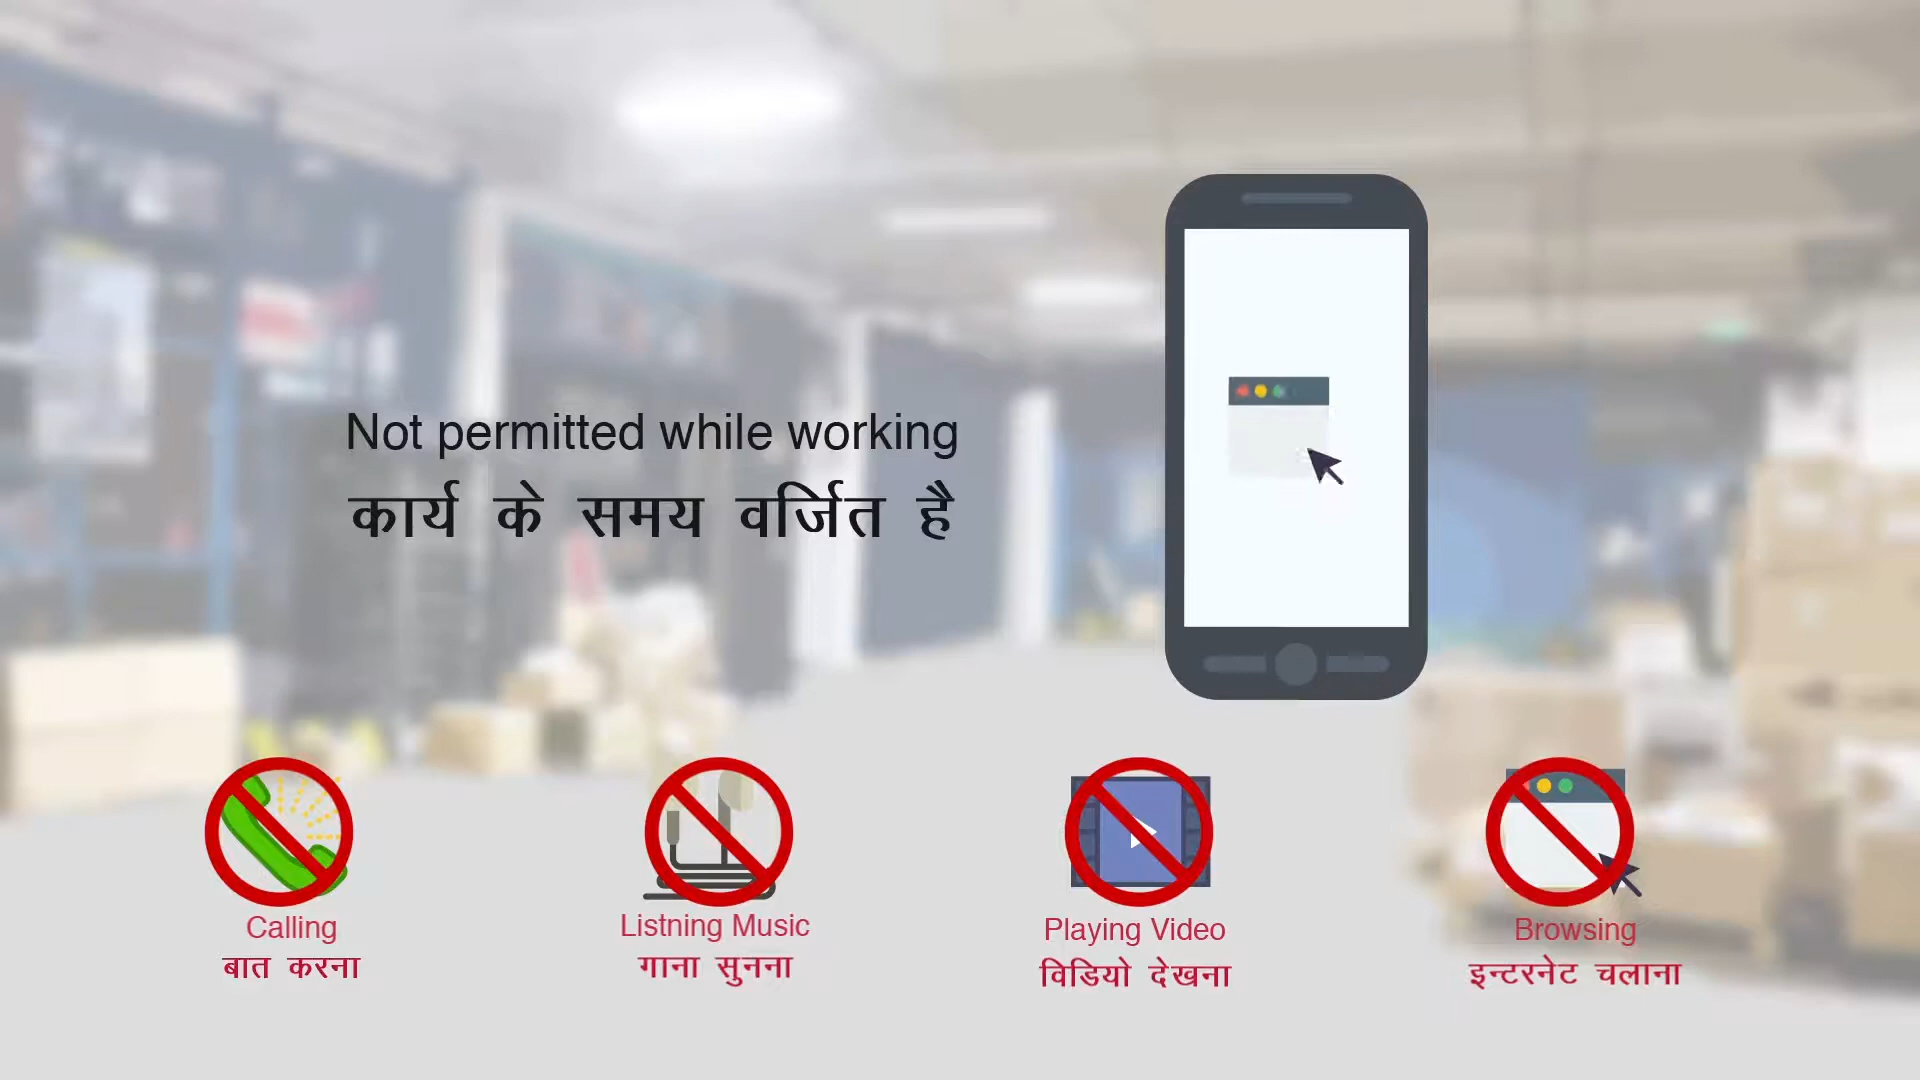 Not permitted while working
कार्य के समय वर्जित है
Calling
बात करना
Listning Music
गाना सुनना
Playing Video
विडियो देखना
Browsing
इन्टरनेट चलाना